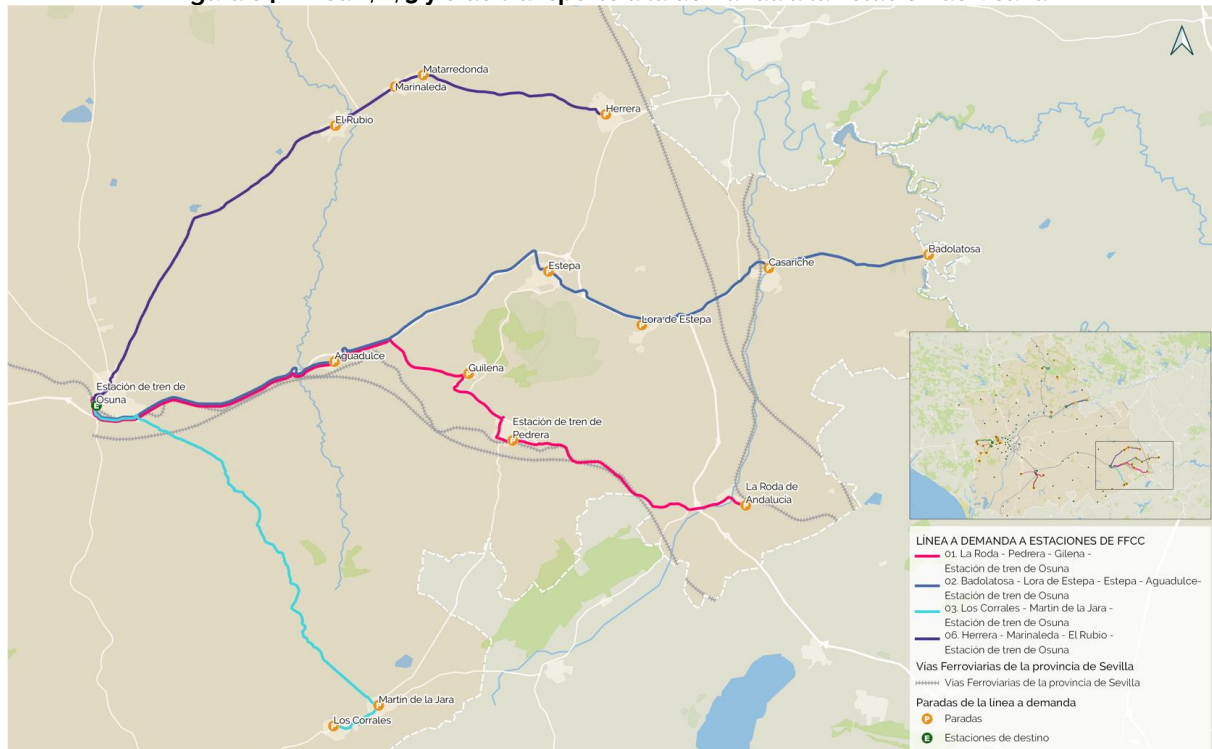 Matarredonda
Marinaleda
Herrera
El Rubio
Badolatosa
Casariche
Estepa
Lora de Estepa
Aguadulce
Guilena
Estación de tren de
Osuna
Estación de tren de
Pedrera
La Roda de
Andalucía
Martin de la Jara
Los Corrales
LÍNEA A DEMANDA A ESTACIONES DE FFCC
01. La Roda - Pedrera - Gilena -
Estación de tren de Osuna
02. Badolatosa - Lora de Estepa - Estepa - Aguadulce-
Estación de tren de Osuna
03. Los Corrales - Martin de la Jara -
Estación de tren de Osuna
06. Herrera - Marinaleda - El Rubio -
Estación de tren de Osuna
Vías Ferroviarias de la provincia de Sevilla
Vías Ferroviarias de la provincia de Sevilla
Paradas de la línea a demanda
P Paradas
E Estaciones de destino